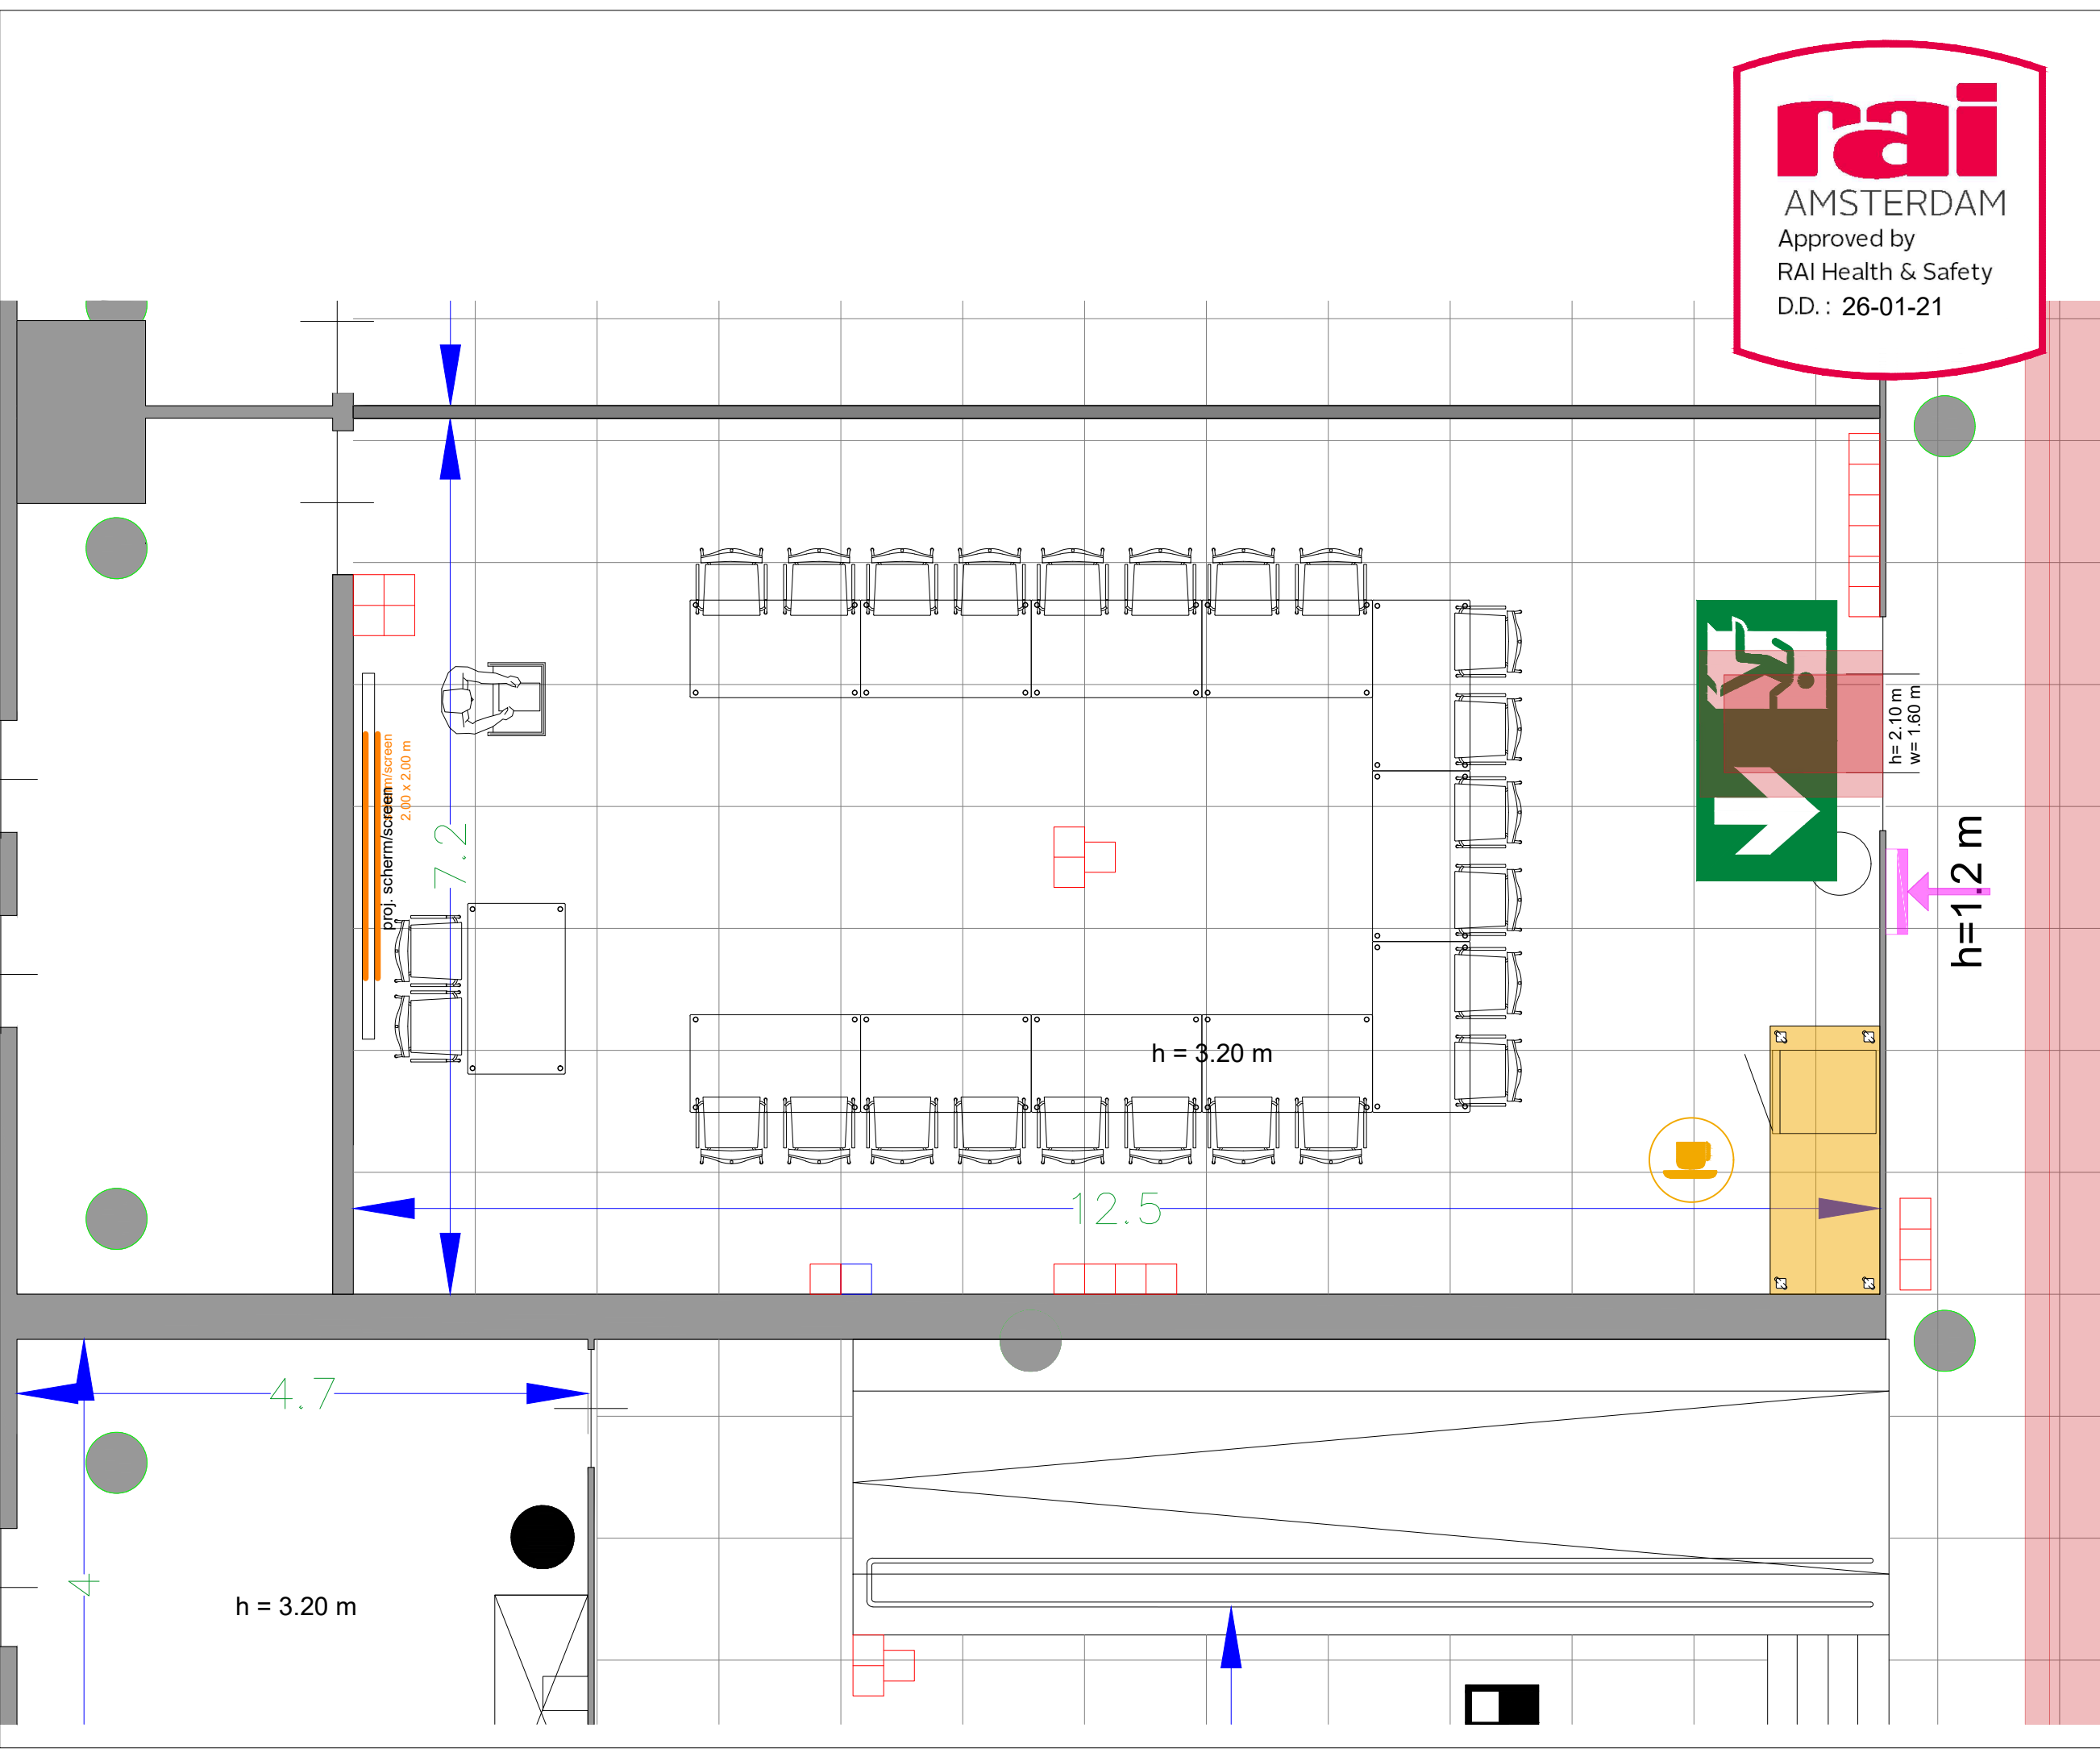 rai
AMSTERDAM
Approved by
RAI Health & Safety
D.D. : 26-01-21
h= 2.10 m
w= 1.60 m
h=1.2 m
2.00 x 2.00 m
proj. scherm/screen
7.2
h = 3.20 m
12.5
4.7
4
h = 3.20 m